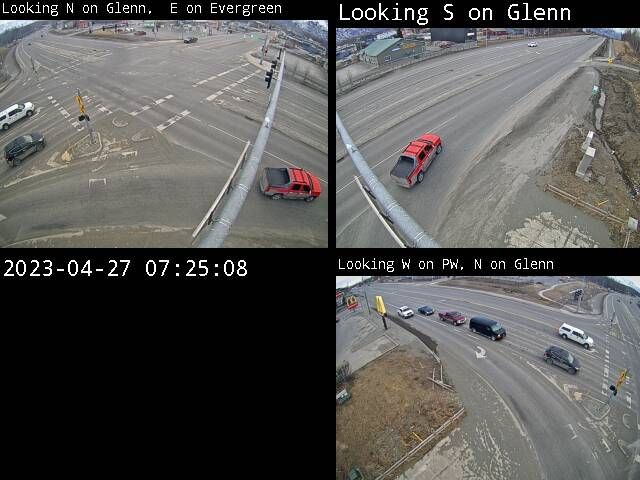 Looking N on Glenn, E on Evergreen
Looking S on Glenn
2023-04-27 07:25:08
Looking W on PW, N on Glenn